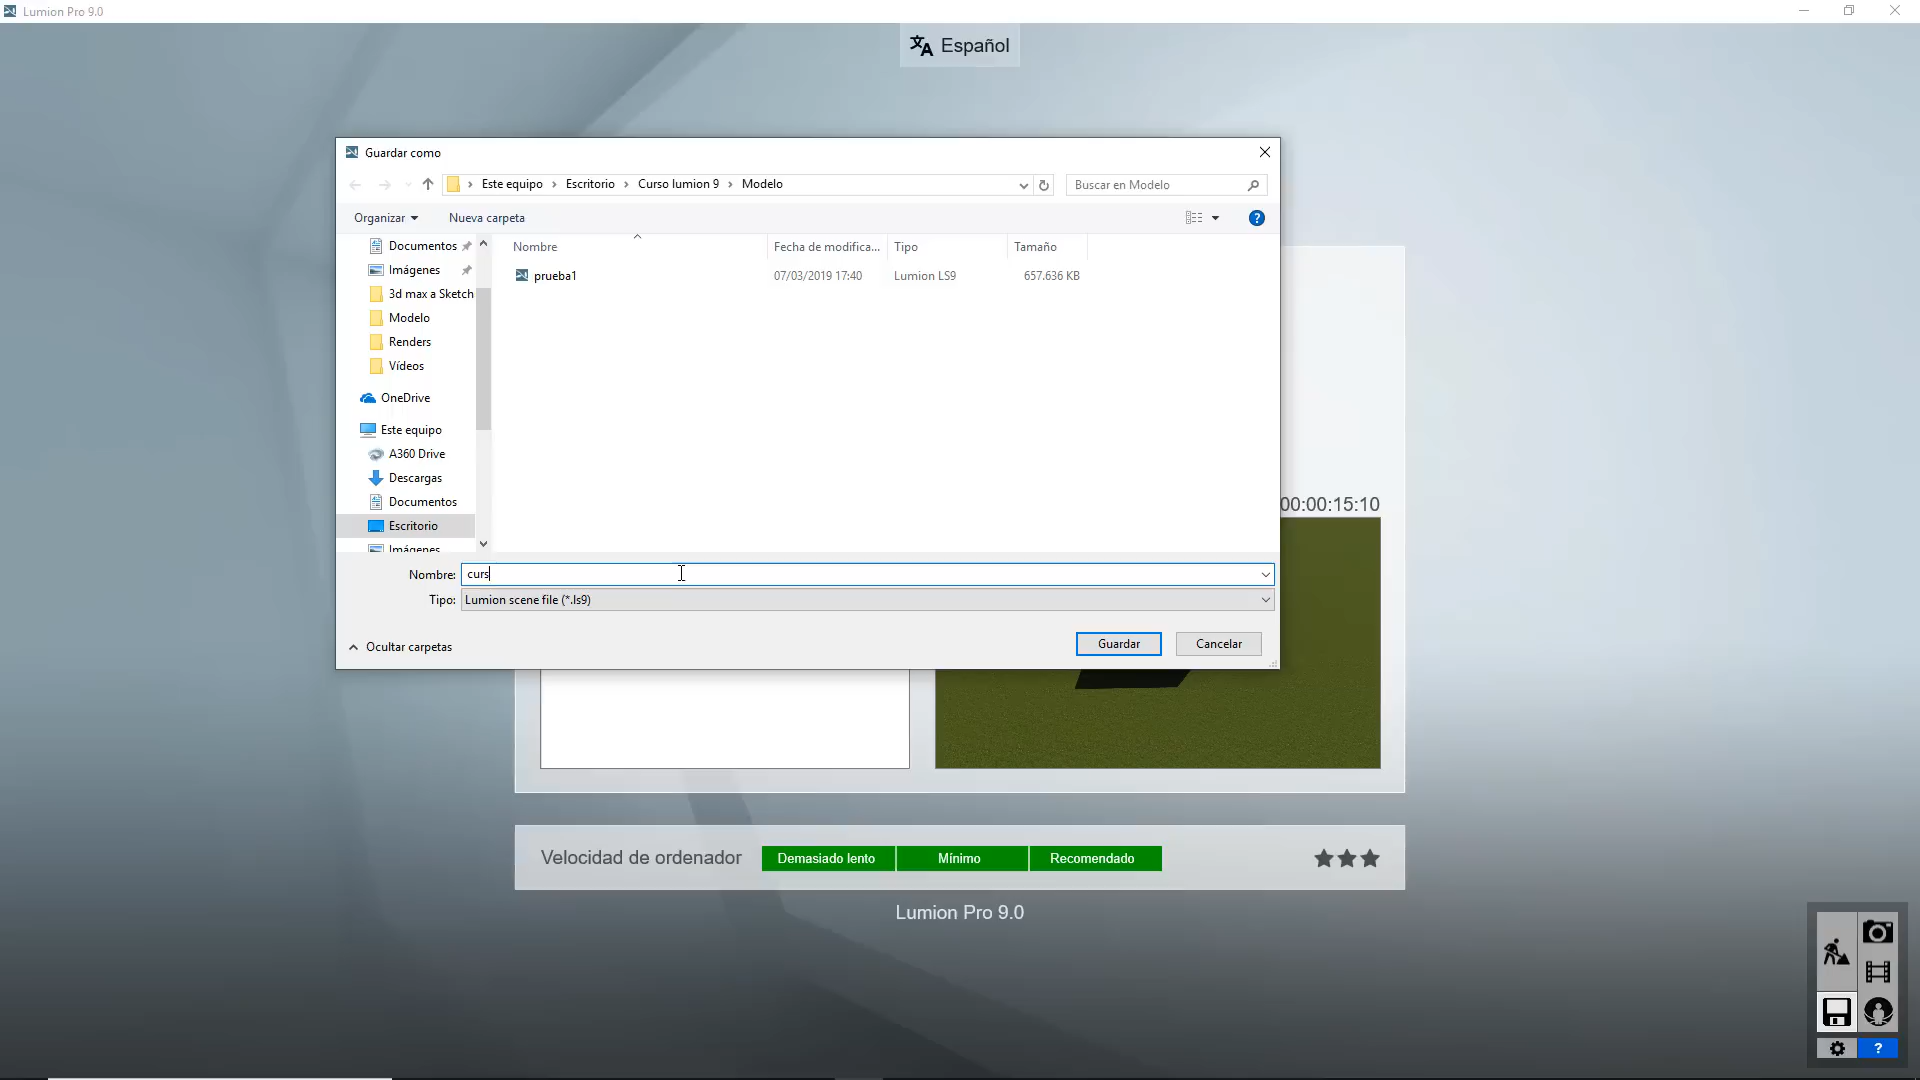 Lumion Pro 9.0
Español
Guardar como
Este equipo > Escritorio > Curso lumion 9 > Modelo
Buscar en Modelo
Organizar
Nueva carpeta
?
Documentos
Imágenes
3d max a Sketch
Modelo
Renders
Vídeos
OneDrive
Este equipo
A360 Drive
Descargas
Documentos
Escritorio
Imágenes
Nombre Fecha de modifica... Tipo Tamaño
prueba1 07/03/2019 17:40 Lumion LS9 657.636 KB
00:00:15:10
Nombre: curs
Tipo: Lumion scene file (*.ls9)
Ocultar carpetas
Guardar
Cancelar
Velocidad de ordenador
Demasiado lento
Mínimo
Recomendado
Lumion Pro 9.0
?